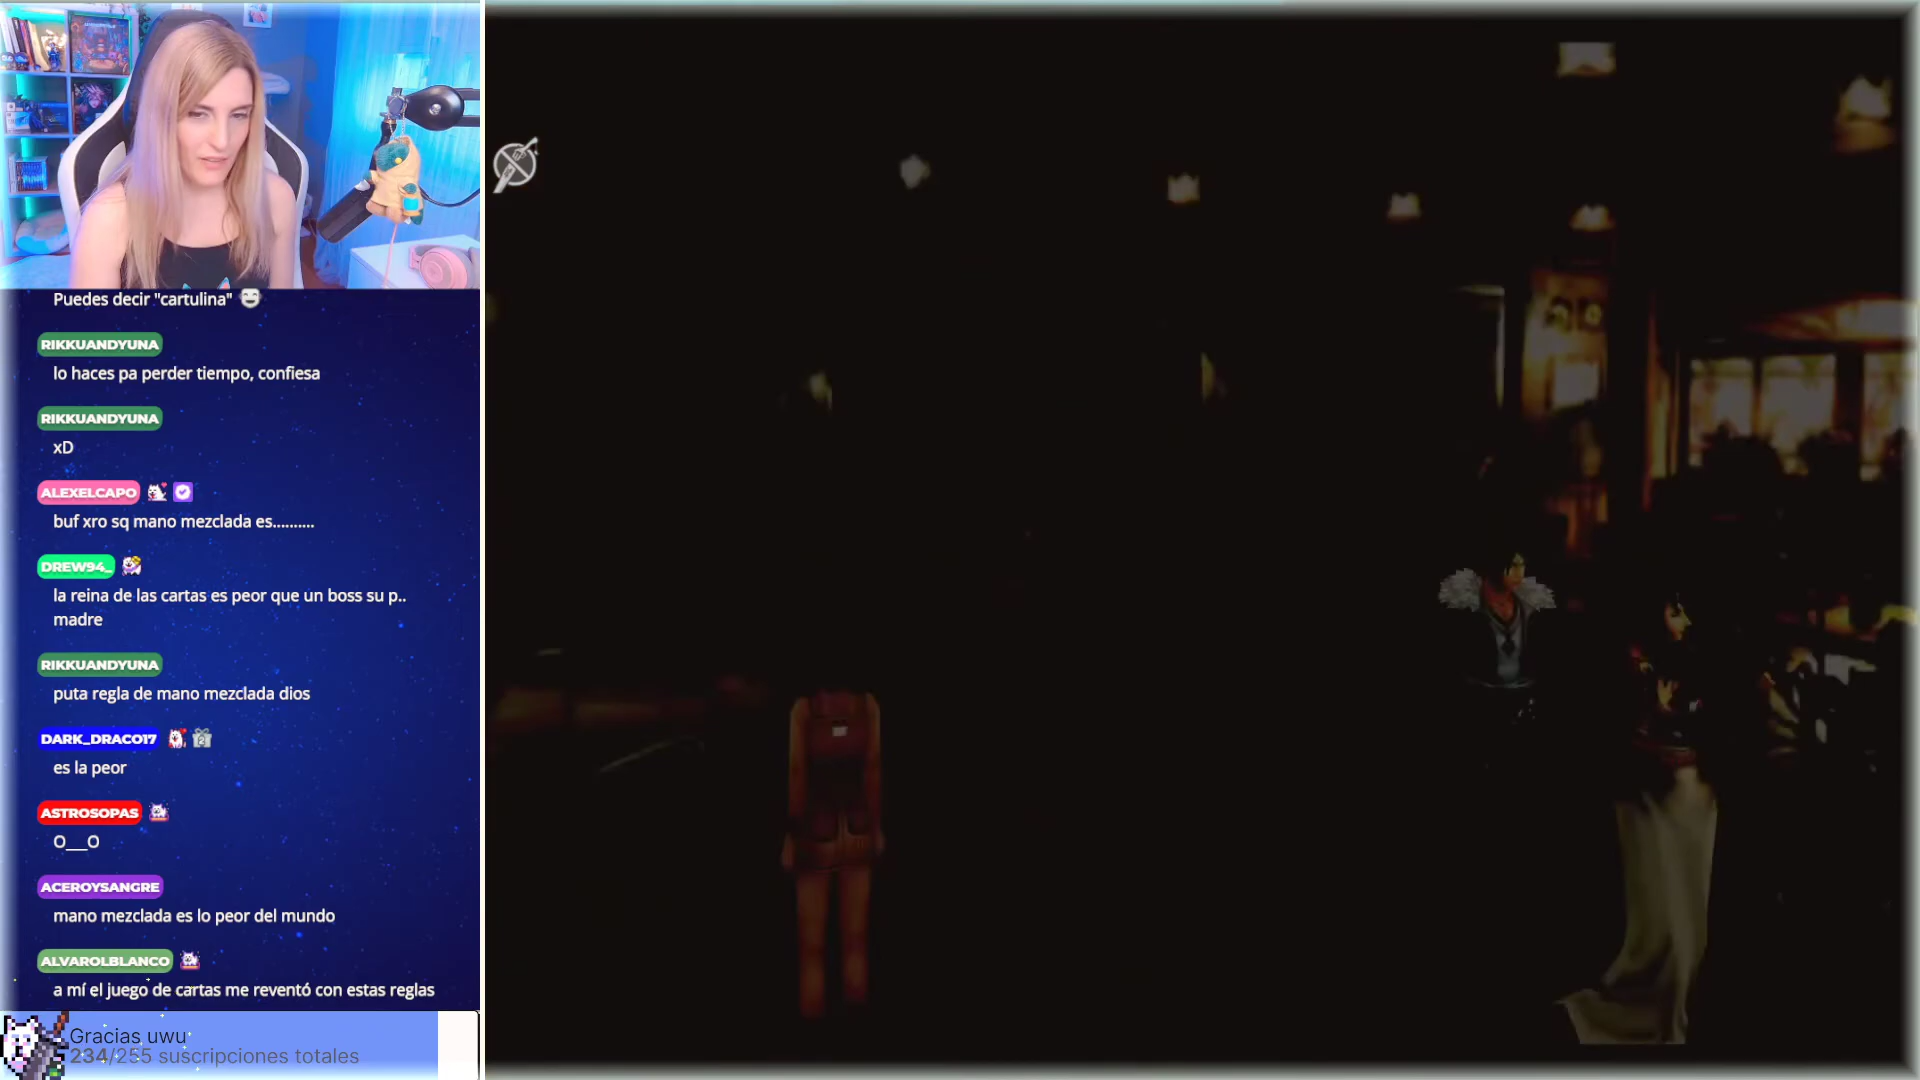 Puedes decir "cartulina"
RIKKUANDYUNA
lo haces pa perder tiempo, confiesa
RIKKUANDYUNA
xD
ALEXELCAPO
buf xro sq mano mezclada es..........
DREW94_
la reina de las cartas es peor que un boss su p..
madre
RIKKUANDYUNA
puta regla de mano mezclada dios
DARK_DRACO17
es la peor
ASTROSOPAS
O___O
ACEROYSANGRE
mano mezclada es lo peor del mundo
ALVAROLBLANCO
a mí el juego de cartas me reventó con estas reglas
Gracias uwu
234/255 suscripciones totales